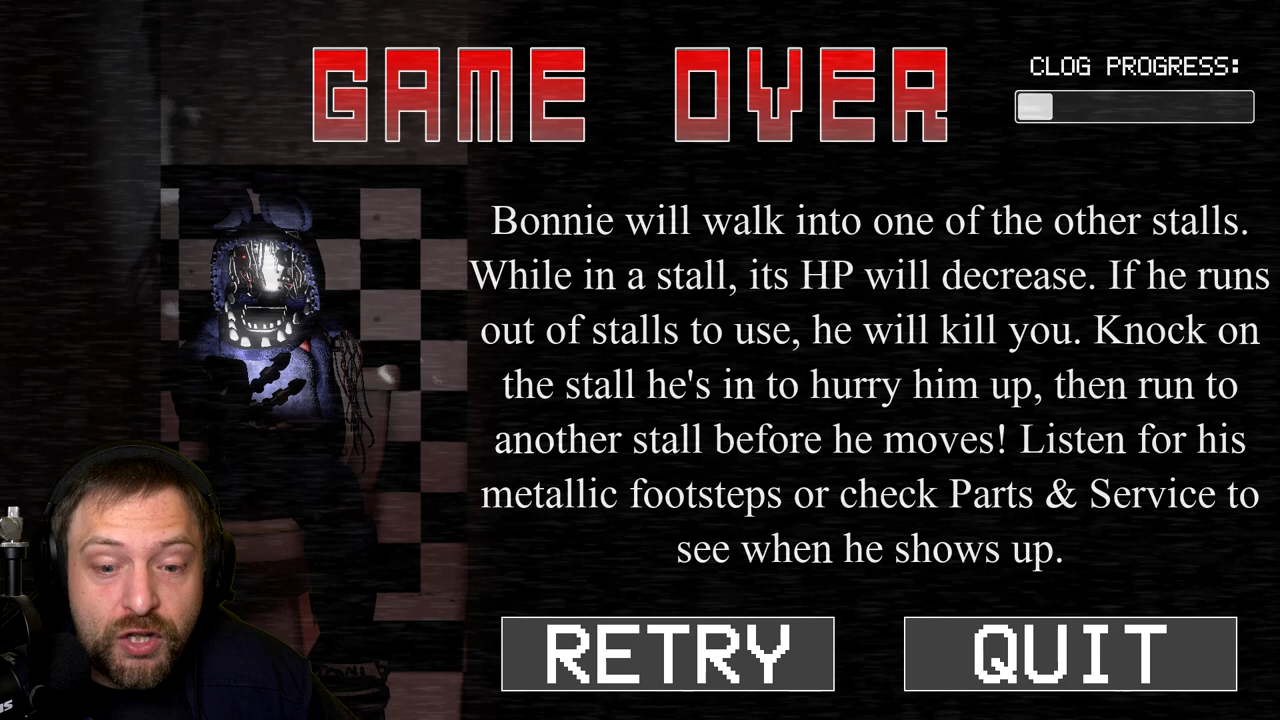 GAME OVER
CLOG PROGRESS:
Bonnie will walk into one of the other stalls.
While in a stall, its HP will decrease. If he runs
out of stalls to use, he will kill you. Knock on
the stall he's in to hurry him up, then run to
another stall before he moves! Listen for his
metallic footsteps or check Parts & Service to
see when he shows up.
RETRY
QUIT